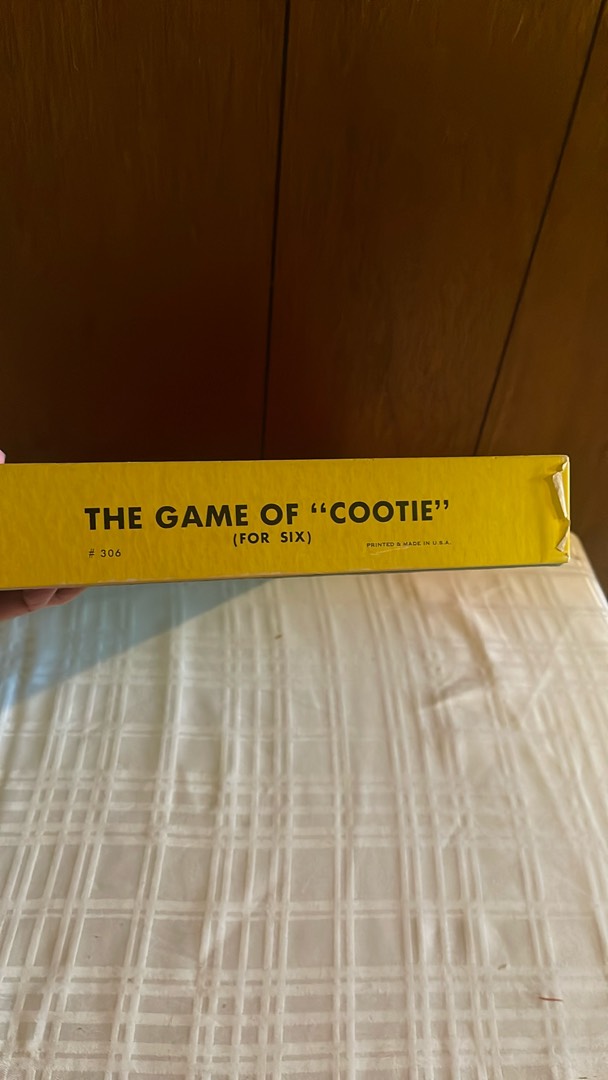 THE GAME OF “COOTIE”
(FOR SIX)
# 306
PRINTED & MADE IN U.S.A.